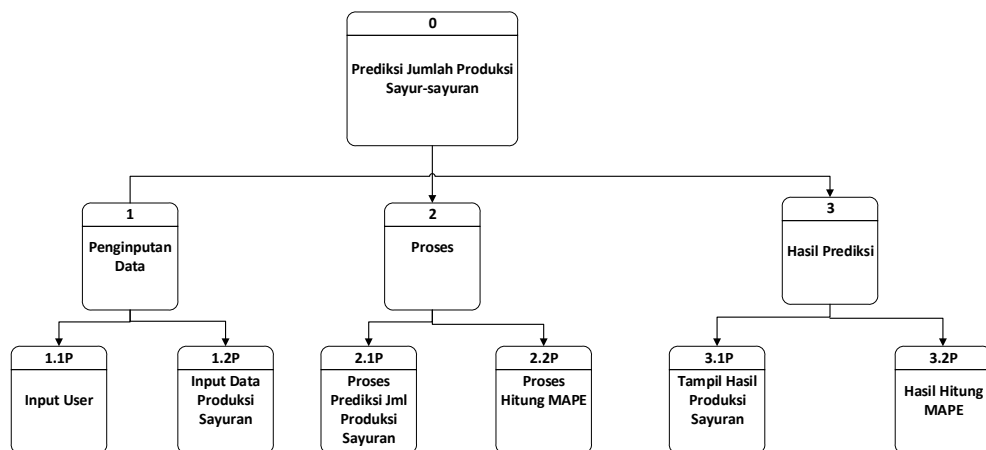 0
Prediksi Jumlah Produksi
Sayur-sayuran
1
Penginputan
Data
2
Proses
3
Hasil Prediksi
1.1P
Input User
1.2P
Input Data
Produksi
Sayuran
2.1P
Proses
Prediksi Jml
Produksi
Sayuran
2.2P
Proses
Hitung MAPE
3.1P
Tampil Hasil
Produksi
Sayuran
3.2P
Hasil Hitung
MAPE